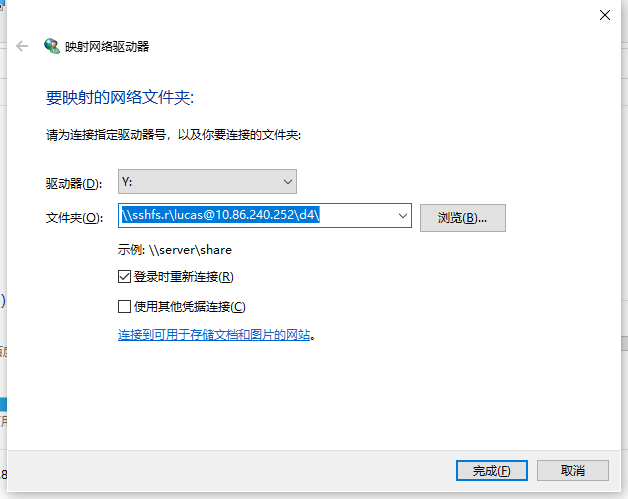 映射网络驱动器
要映射的网络文件夹:
请为连接指定驱动器号，以及你要连接的文件夹:
驱动器(D): Y:
文件夹(O): \\sshfs.r\lucas@10.86.240.252\d4\ 浏览(B)...
示例: \\server\share
登录时重新连接(R)
使用其他凭据连接(C)
连接到可用于存储文档和图片的网站。
完成(F) 取消